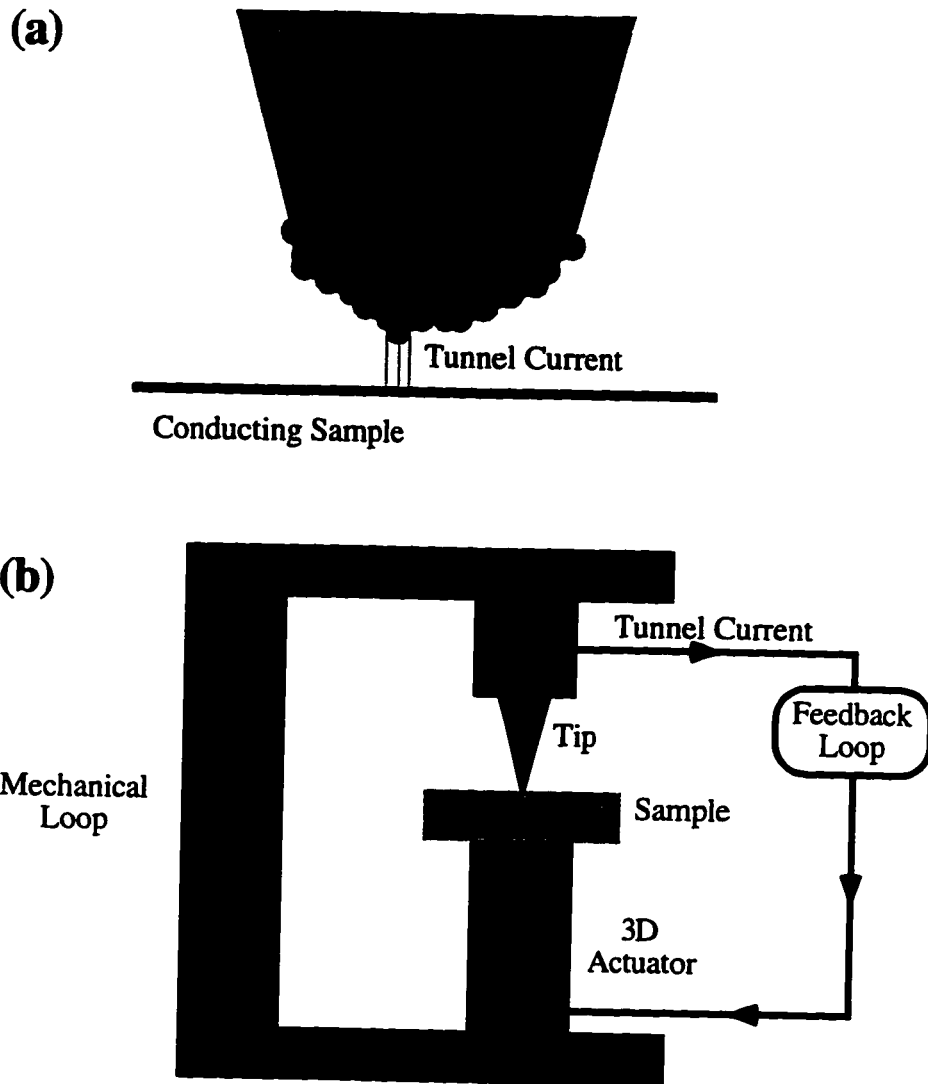 (a)
Tunnel Current
Conducting Sample
(b)
Tunnel Current
Feedback
Loop
Tip
Mechanical
Loop
Sample
3D
Actuator